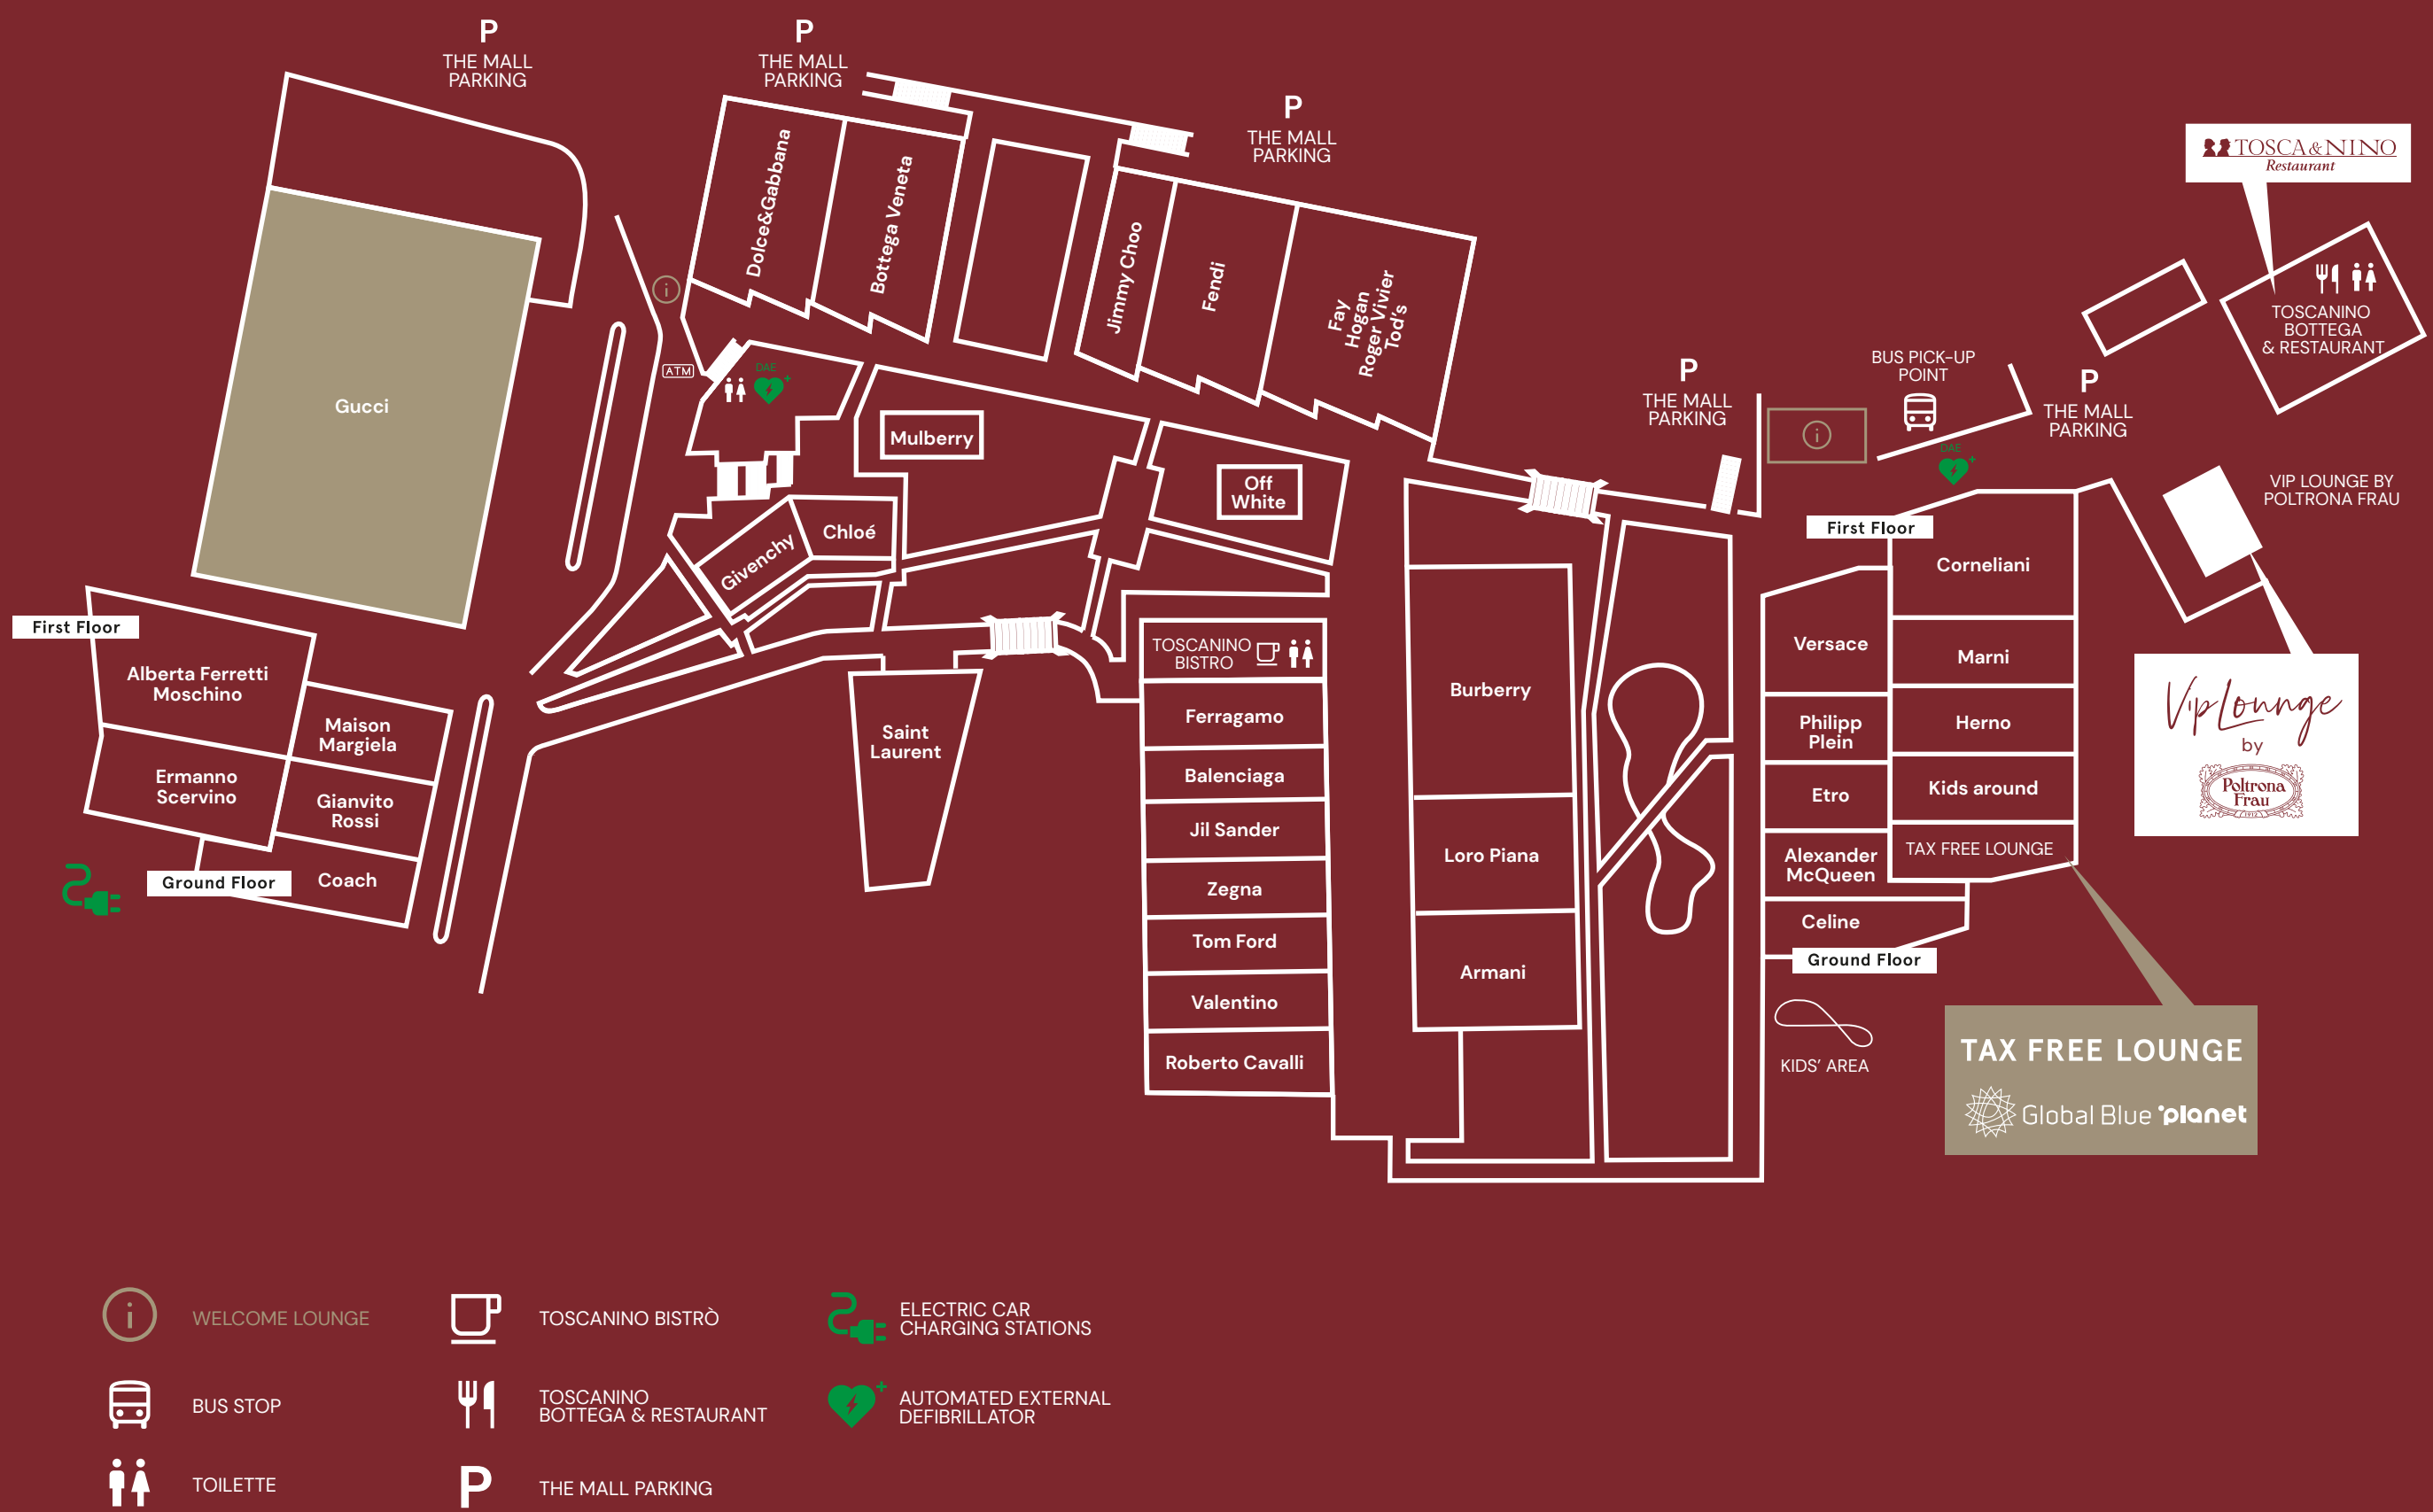 P
THE MALL
PARKING
P
THE MALL
PARKING
P
THE MALL
PARKING
TOSCA&NINO
Restaurant
Dolce&Gabbana
Bottega Veneta
Jimmy Choo
Fendi
Fay
Hogan
Roger Vivier
Tod's
i
ATM
DAE
Gucci
Mulberry
Off
White
Chloé
Givenchy
P
THE MALL
PARKING
i
BUS PICK-UP
POINT
DAE
P
THE MALL
PARKING
TOSCANINO
BOTTEGA
& RESTAURANT
VIP LOUNGE BY
POLTRONA FRAU
First Floor
Alberta Ferretti
Moschino
Maison
Margiela
Ermanno
Scervino
Gianvito
Rossi
Coach
Ground Floor
Saint
Laurent
TOSCANINO
BISTRO
Ferragamo
Balenciaga
Jil Sander
Zegna
Tom Ford
Valentino
Roberto Cavalli
Burberry
Loro Piana
Armani
First Floor
Corneliani
Versace
Marni
Philipp
Plein
Herno
Etro
Kids around
Alexander
McQueen
TAX FREE LOUNGE
Celine
Ground Floor
KIDS' AREA
Vip Lounge
by
Poltrona
Frau
1912
TAX FREE LOUNGE
Global Blue planet
i
WELCOME LOUNGE
BUS STOP
TOILETTE
TOSCANINO BISTRÒ
TOSCANINO
BOTTEGA & RESTAURANT
P
THE MALL PARKING
ELECTRIC CAR
CHARGING STATIONS
AUTOMATED EXTERNAL
DEFIBRILLATOR